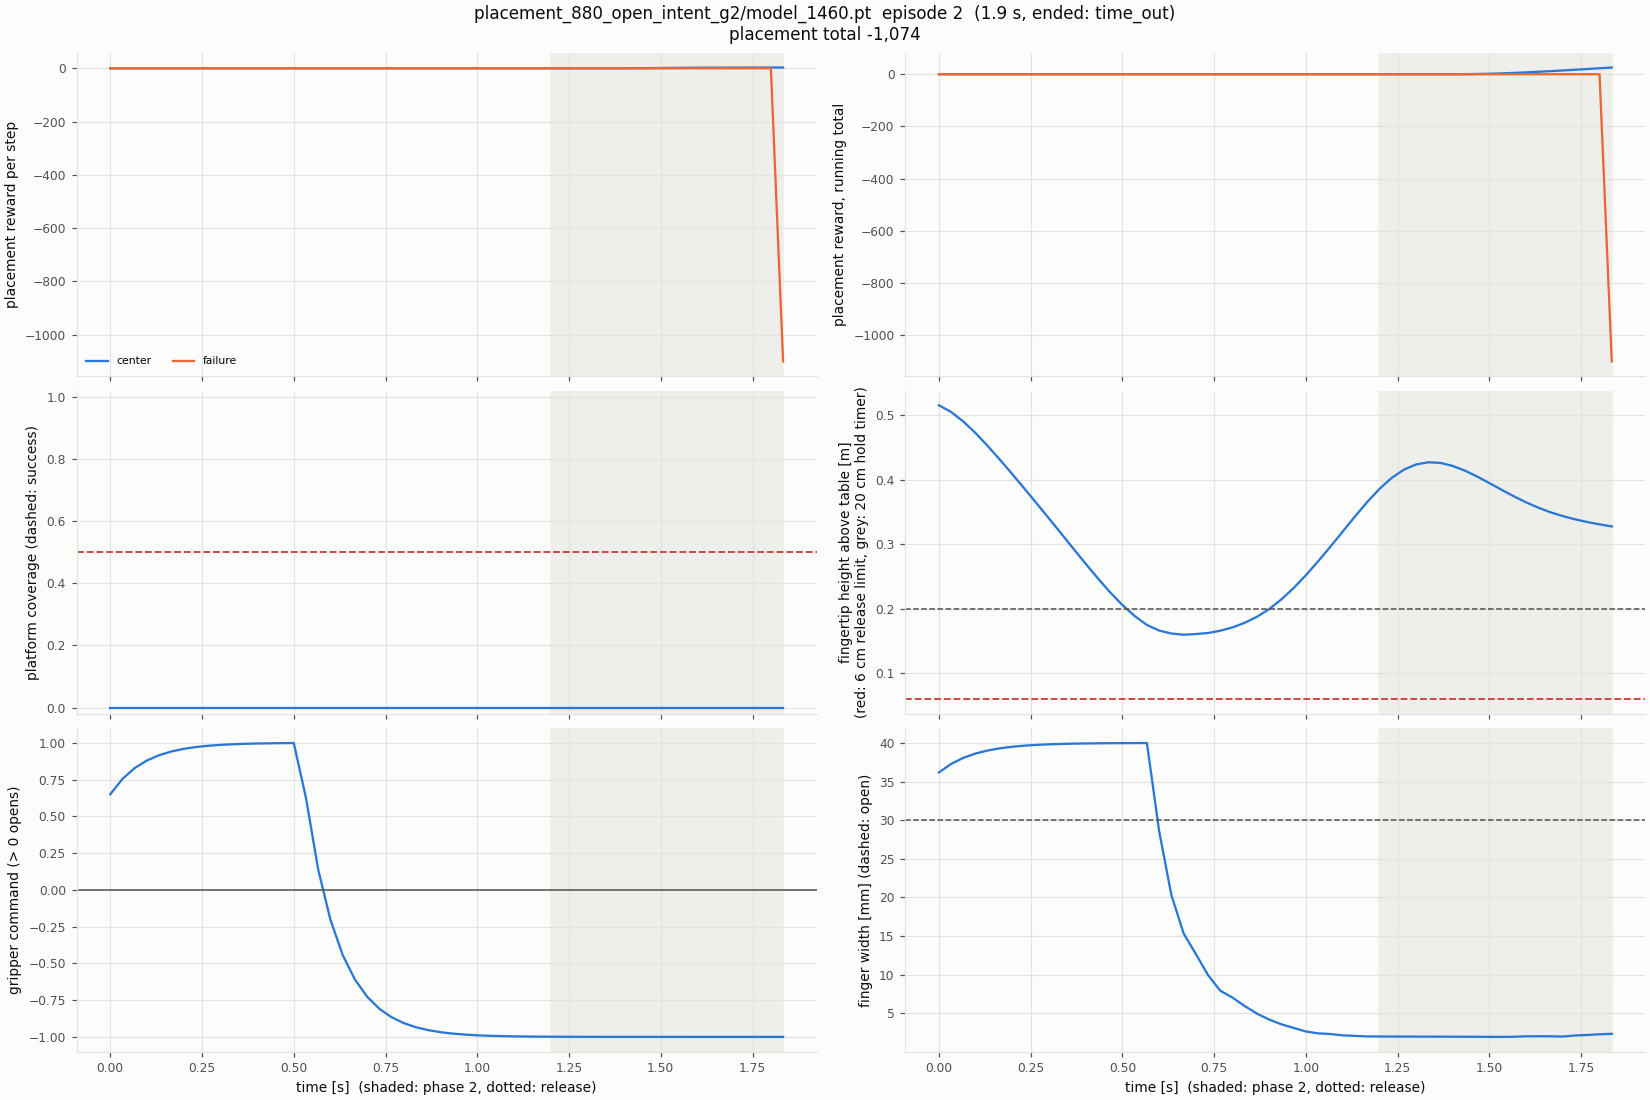 placement_880_open_intent_g2/model_1460.pt  episode 2  (1.9 s, ended: time_out)
placement total -1,074
placement reward per step
0
−200
−400
−600
−800
−1000
center
failure
placement reward, running total
0
−200
−400
−600
−800
−1000
platform coverage (dashed: success)
1.0
0.8
0.6
0.4
0.2
0.0
fingertip height above table [m]
(red: 6 cm release limit, grey: 20 cm hold timer)
0.5
0.4
0.3
0.2
0.1
gripper command (> 0 opens)
1.00
0.75
0.50
0.25
0.00
−0.25
−0.50
−0.75
−1.00
0.00 0.25 0.50 0.75 1.00 1.25 1.50 1.75
time [s]  (shaded: phase 2, dotted: release)
finger width [mm] (dashed: open)
40
35
30
25
20
15
10
5
0.00 0.25 0.50 0.75 1.00 1.25 1.50 1.75
time [s]  (shaded: phase 2, dotted: release)